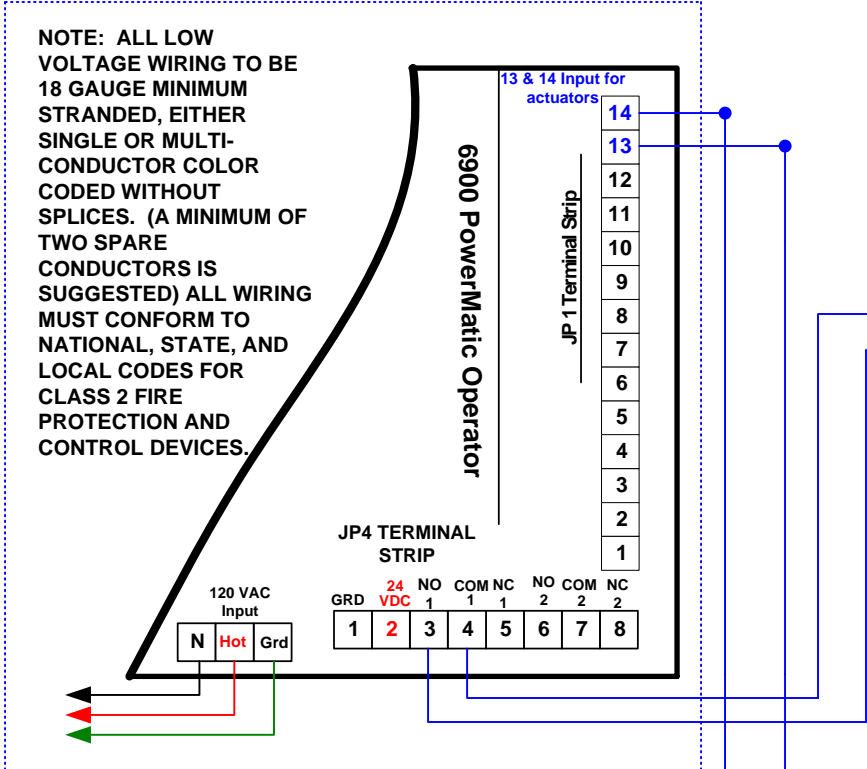 NOTE: ALL LOW
VOLTAGE WIRING TO BE
18 GAUGE MINIMUM
STRANDED, EITHER
SINGLE OR MULTI-
CONDUCTOR COLOR
CODED WITHOUT
SPLICES. (A MINIMUM OF
TWO SPARE
CONDUCTORS IS
SUGGESTED) ALL WIRING
MUST CONFORM TO
NATIONAL, STATE, AND
LOCAL CODES FOR
CLASS 2 FIRE
PROTECTION AND
CONTROL DEVICES.
13 & 14 Input for
actuators
6900 PowerMatic Operator
JP 1 Terminal Strip
14
13
12
11
10
9
8
7
6
5
4
3
2
1
JP4 TERMINAL
STRIP
GRD
24
VDC
NO
1
COM
1
NC
1
NO
2
COM
2
NC
2
1 2 3 4 5 6 7 8
120 VAC
Input
N Hot Grd